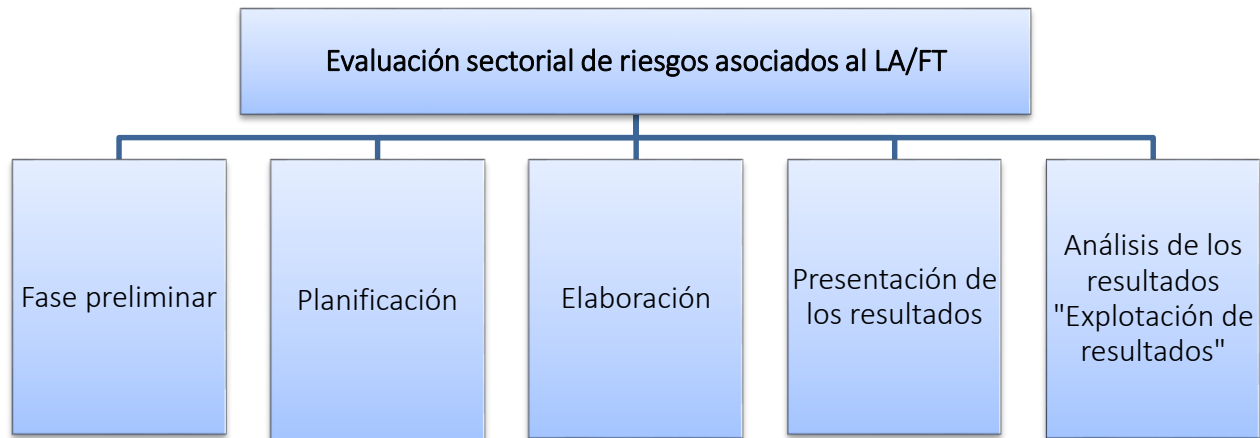 Evaluación sectorial de riesgos asociados al LA/FT
Fase preliminar
Planificación
Elaboración
Presentación de
los resultados
Análisis de los
resultados
"Explotación de
resultados"